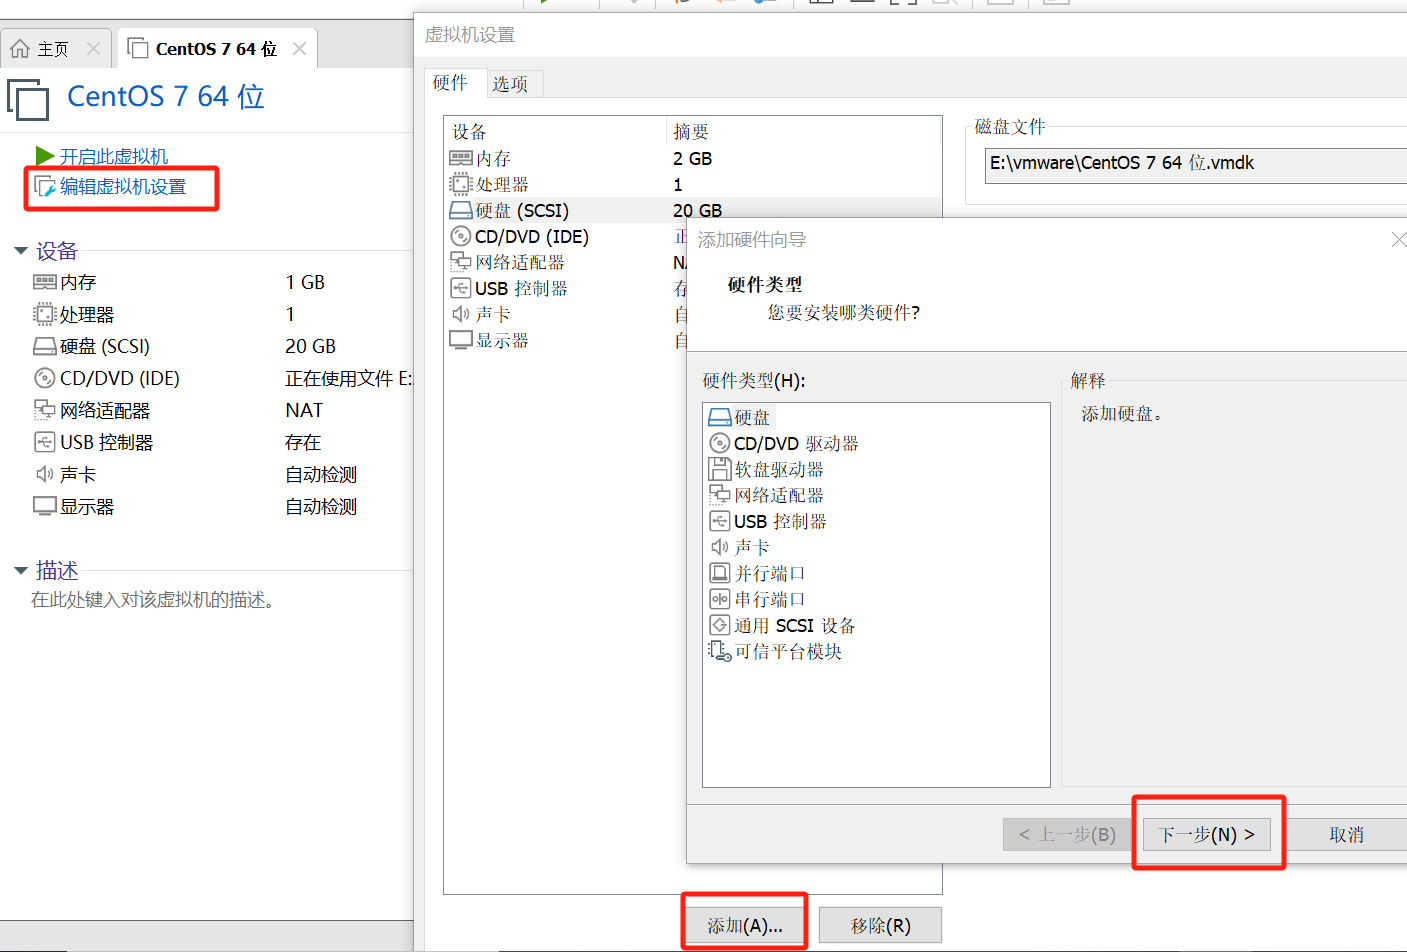 主页
CentOS 7 64 位
CentOS 7 64 位
开启此虚拟机
编辑虚拟机设置
设备
内存 1 GB
处理器 1
硬盘 (SCSI) 20 GB
CD/DVD (IDE) 正在使用文件 E:
网络适配器 NAT
USB 控制器 存在
声卡 自动检测
显示器 自动检测
描述
在此处键入对该虚拟机的描述。
虚拟机设置
硬件 选项
设备 摘要
内存 2 GB
处理器 1
硬盘 (SCSI) 20 GB
CD/DVD (IDE) 正
网络适配器
USB 控制器 存
声卡 自
显示器 自
磁盘文件
E:\vmware\CentOS 7 64 位.vmdk
添加硬件向导
硬件类型
您要安装哪类硬件?
硬件类型(H):
硬盘
CD/DVD 驱动器
软盘驱动器
网络适配器
USB 控制器
声卡
并行端口
串行端口
通用 SCSI 设备
可信平台模块
解释
添加硬盘。
< 上一步(B) 下一步(N) > 取消
添加(A)... 移除(R)